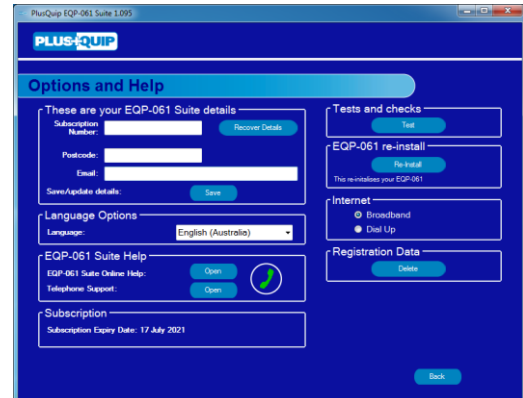 PlusQuip EQP-061 Suite 1.095
PLUS QUIP
Options and Help
These are your EQP-061 Suite details
Subscription Number:
Recover Details
Postcode:
Email:
Save/update details:
Save
Language Options
Language:
English (Australia)
EQP-061 Suite Help
EQP-061 Suite Online Help:
Open
Telephone Support:
Open
Subscription
Subscription Expiry Date: 17 July 2021
Tests and checks
Test
EQP-061 re-install
Re-Install
This re-initalises your EQP-061
Internet
Broadband
Dial Up
Registration Data
Delete
Back